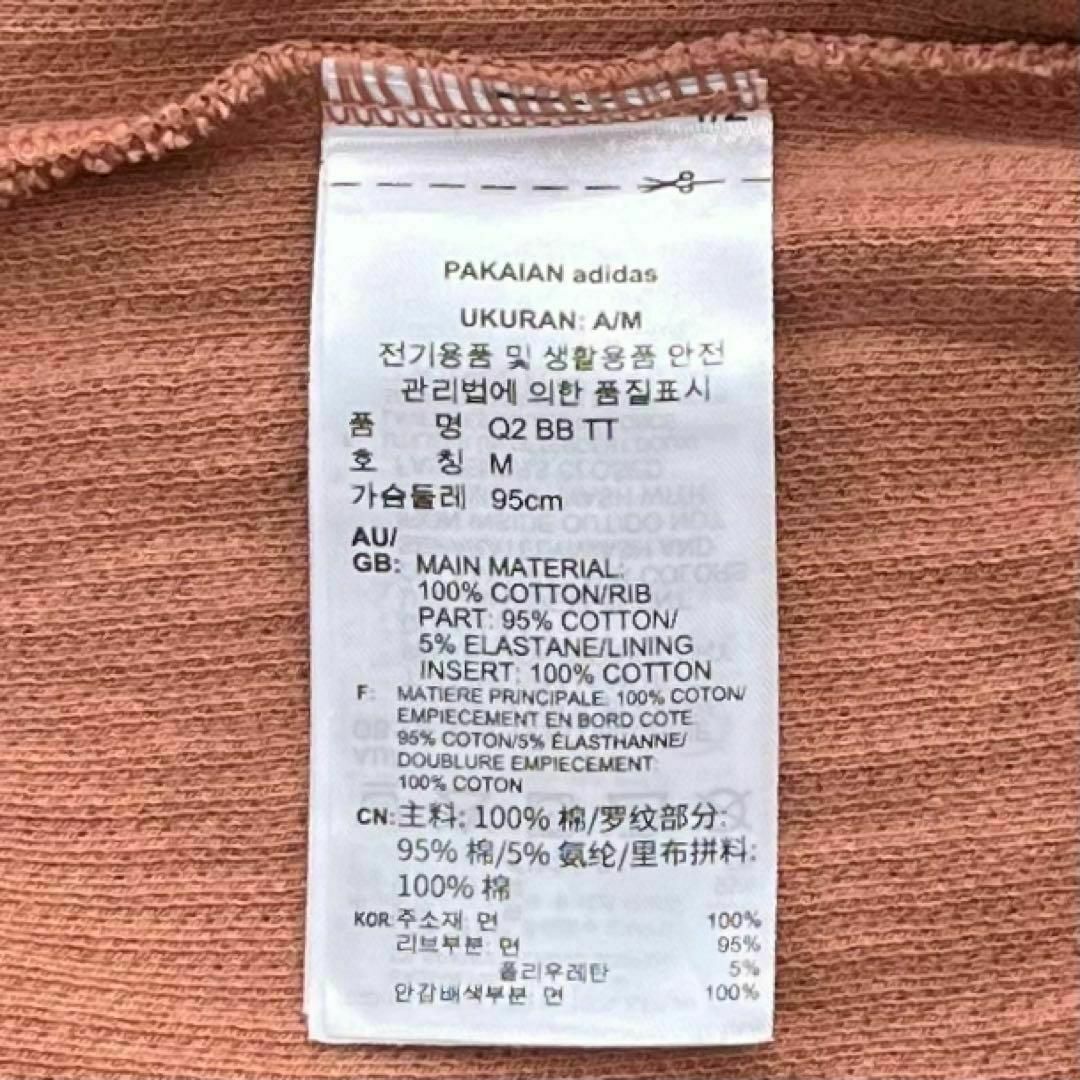 PAKAIAN adidas
UKURAN: A/M
전기용품 및 생활용품 안전
관리법에 의한 품질표시
품 명 Q2 BB TT
호 칭 M
가슴둘레 95cm
AU/
GB: MAIN MATERIAL:
100% COTTON/RIB
PART: 95% COTTON/
5% ELASTANE/LINING
INSERT: 100% COTTON
F: MATIERE PRINCIPALE: 100% COTON/
EMPIECEMENT EN BORD COTE:
95% COTON/5% ÉLASTHANNE/
DOUBLURE EMPIECEMENT:
100% COTON
CN: 主料: 100% 棉/罗纹部分:
95% 棉/5% 氨纶/里布拼料:
100% 棉
KOR: 주소재: 면 100%
리브부분: 면 95%
폴리우레탄 5%
안감배색부분: 면 100%